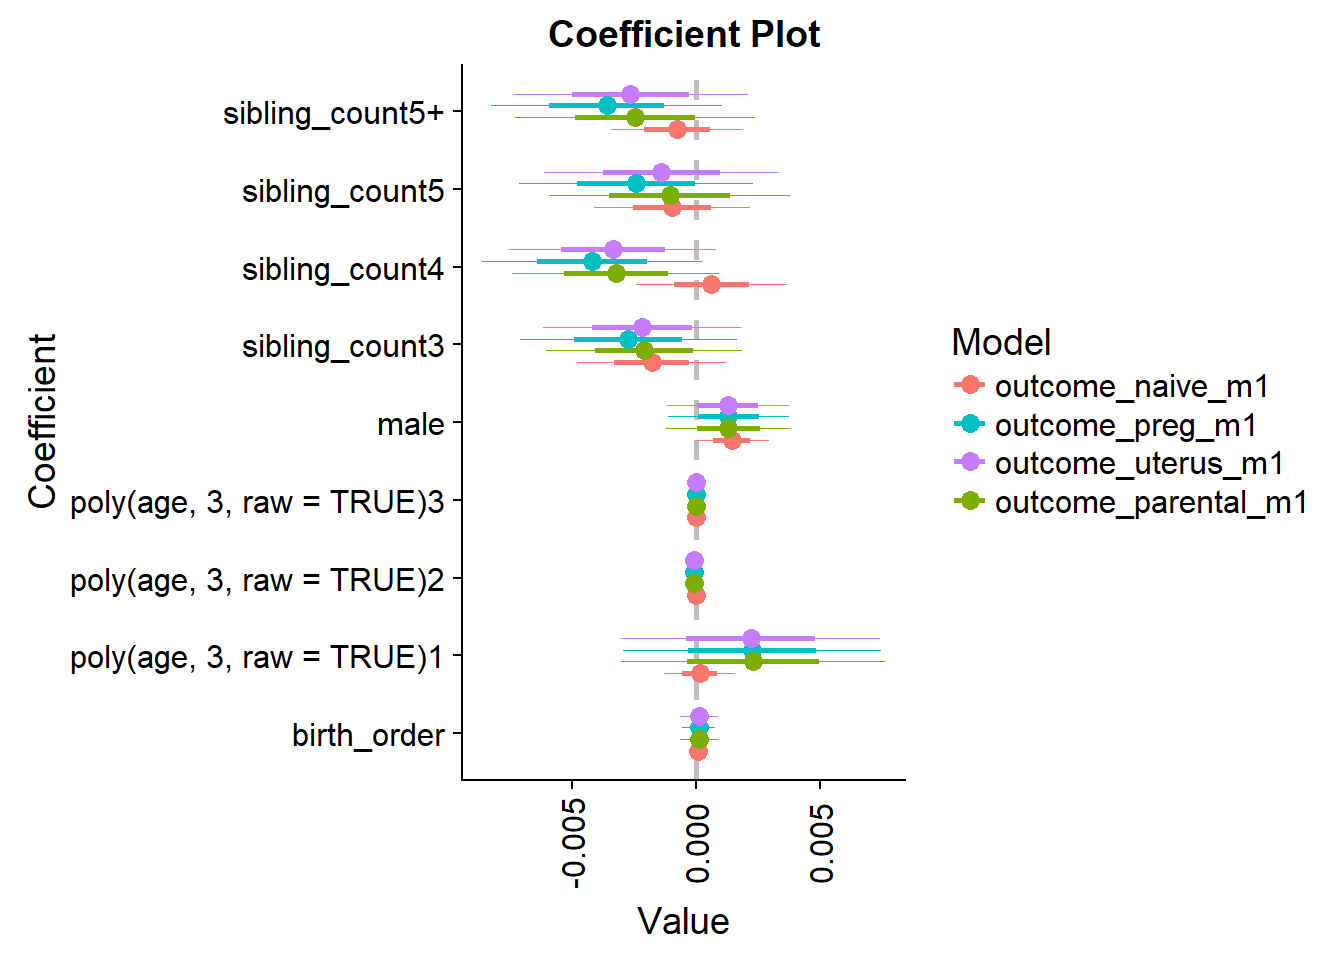 Coefficient Plot
sibling_count5+
sibling_count5
sibling_count4
sibling_count3
male
poly(age, 3, raw = TRUE)3
poly(age, 3, raw = TRUE)2
poly(age, 3, raw = TRUE)1
birth_order
Coefficient
-0.005
0.000
0.005
Value
Model
outcome_naive_m1
outcome_preg_m1
outcome_uterus_m1
outcome_parental_m1